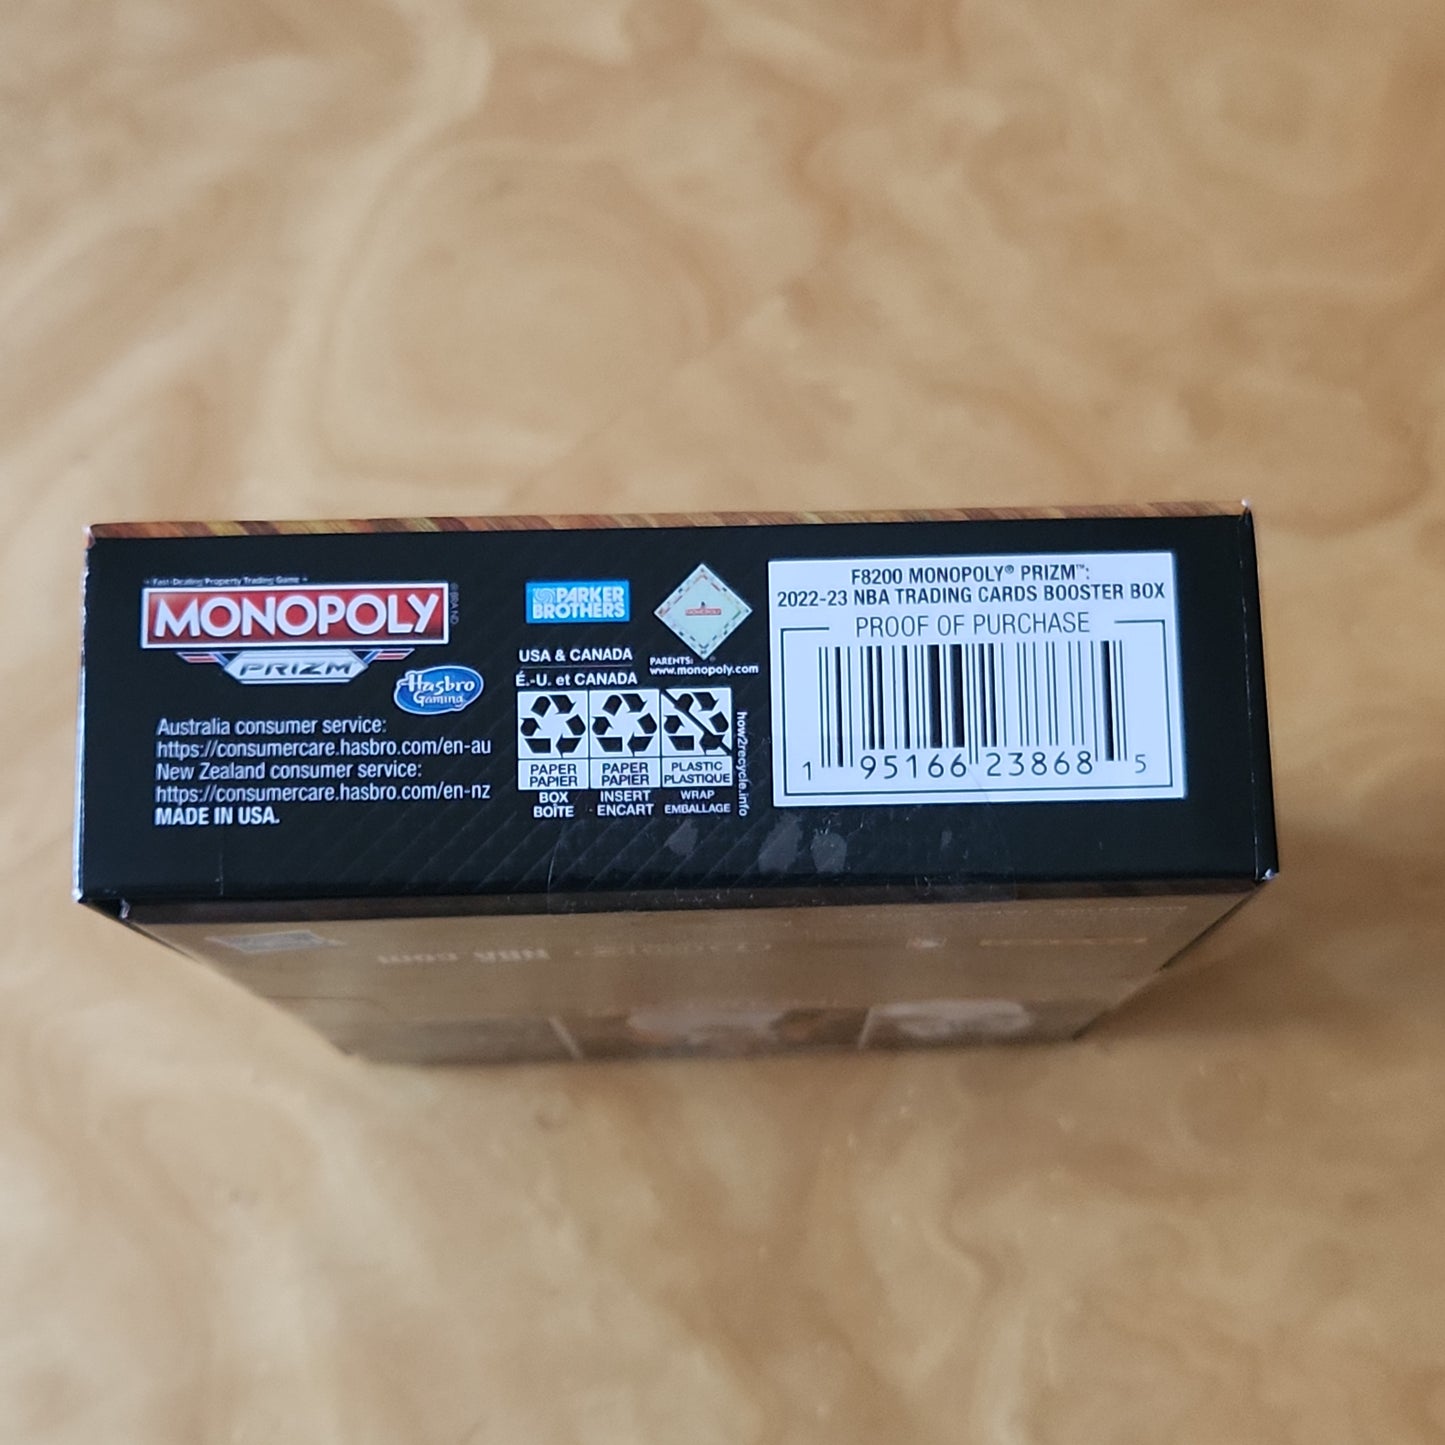 Fast-Dealing Property Trading Game
MONOPOLY
®BRAND
PRIZM
Hasbro
Gaming
Australia consumer service:
https://consumercare.hasbro.com/en-au
New Zealand consumer service:
https://consumercare.hasbro.com/en-nz
MADE IN USA.
PARKER
BROTHERS
PARENTS:
www.monopoly.com
USA & CANADA
É.-U. et CANADA
PAPER
PAPIER
BOX
BOÎTE
PAPER
PAPIER
INSERT
ENCART
PLASTIC
PLASTIQUE
WRAP
EMBALLAGE
how2recycle.info
F8200 MONOPOLY® PRIZM™:
2022-23 NBA TRADING CARDS BOOSTER BOX
PROOF OF PURCHASE
1 95166 23868 5